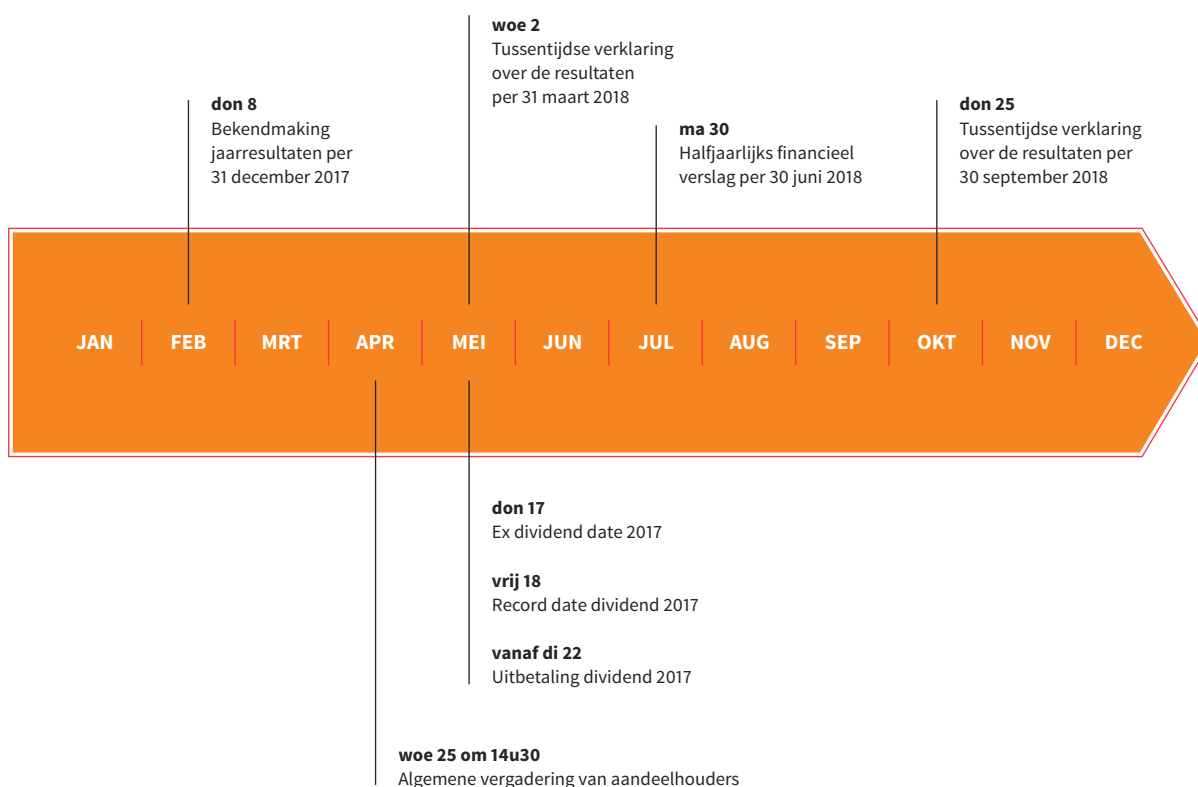 woe 2
Tussentijdse verklaring
over de resultaten
per 31 maart 2018
don 8
Bekendmaking
jaarresultaten per
31 december 2017
ma 30
Halfjaarlijks financieel
verslag per 30 juni 2018
don 25
Tussentijdse verklaring
over de resultaten per
30 september 2018
JAN FEB MRT APR MEI JUN JUL AUG SEP OKT NOV DEC
don 17
Ex dividend date 2017
vrij 18
Record date dividend 2017
vanaf di 22
Uitbetaling dividend 2017
woe 25 om 14u30
Algemene vergadering van aandeelhouders